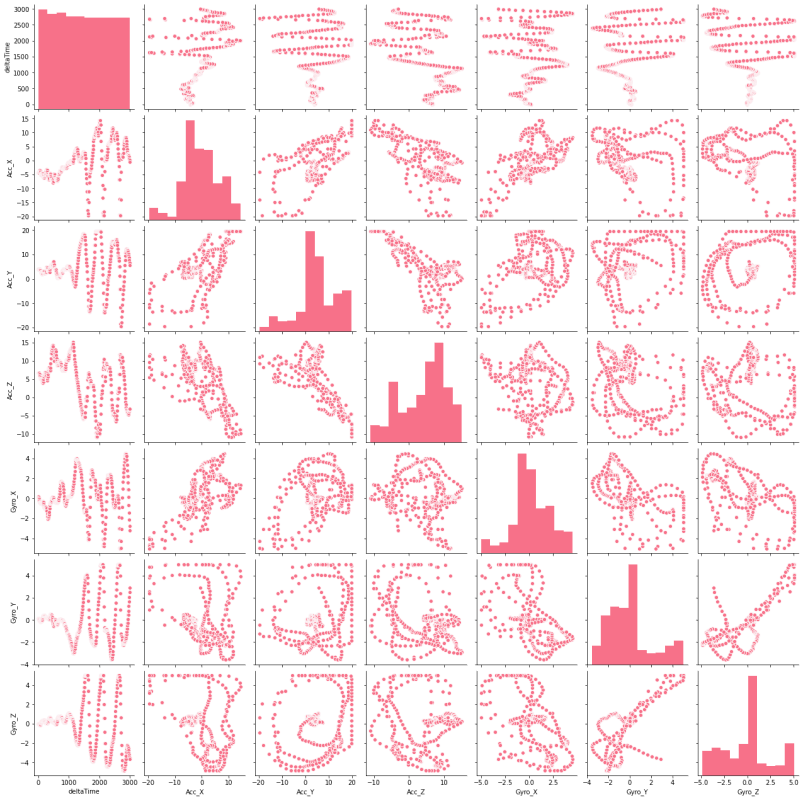 3000
2500
2000
1500
1000
500
0
deltaTime
15
10
5
0
−5
−10
−15
−20
Acc_X
20
10
0
−10
−20
Acc_Y
15
10
5
0
−5
−10
Acc_Z
4
2
0
−2
−4
Gyro_X
4
2
0
−2
−4
Gyro_Y
4
2
0
−2
−4
Gyro_Z
0 1000 2000 3000
−20 −10 0 10
−20 −10 0 10 20
−10 0 10
−5.0 −2.5 0.0 2.5
−4 −2 0 2 4
−5.0 −2.5 0.0 2.5 5.0
deltaTime Acc_X Acc_Y Acc_Z Gyro_X Gyro_Y Gyro_Z